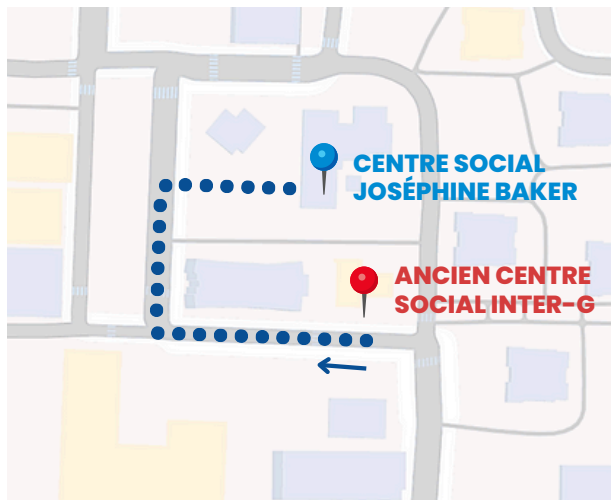 CENTRE SOCIAL
JOSÉPHINE BAKER
ANCIEN CENTRE
SOCIAL INTER-G